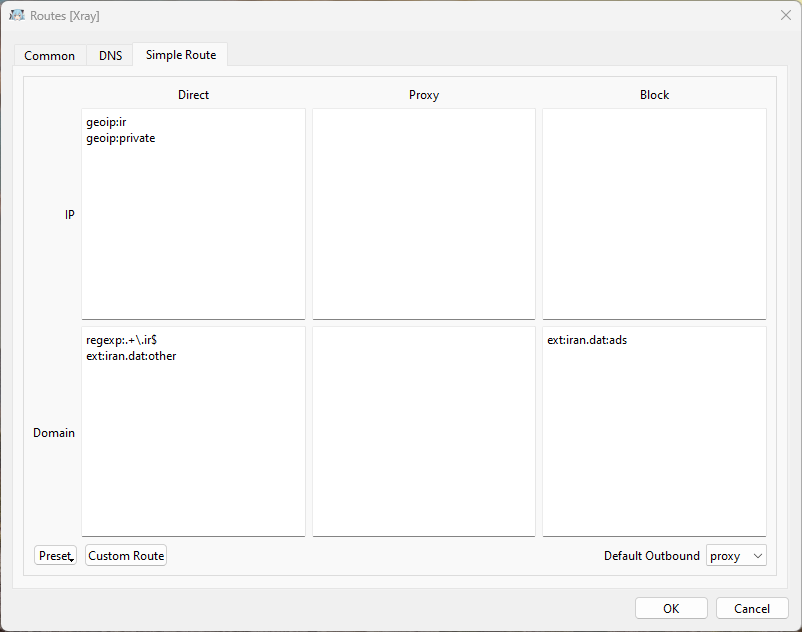 Routes [Xray]
Common DNS Simple Route
Direct Proxy Block
IP
geoip:ir
geoip:private
Domain
regexp:.+\.ir$
ext:iran.dat:other
ext:iran.dat:ads
Preset Custom Route Default Outbound proxy
OK Cancel